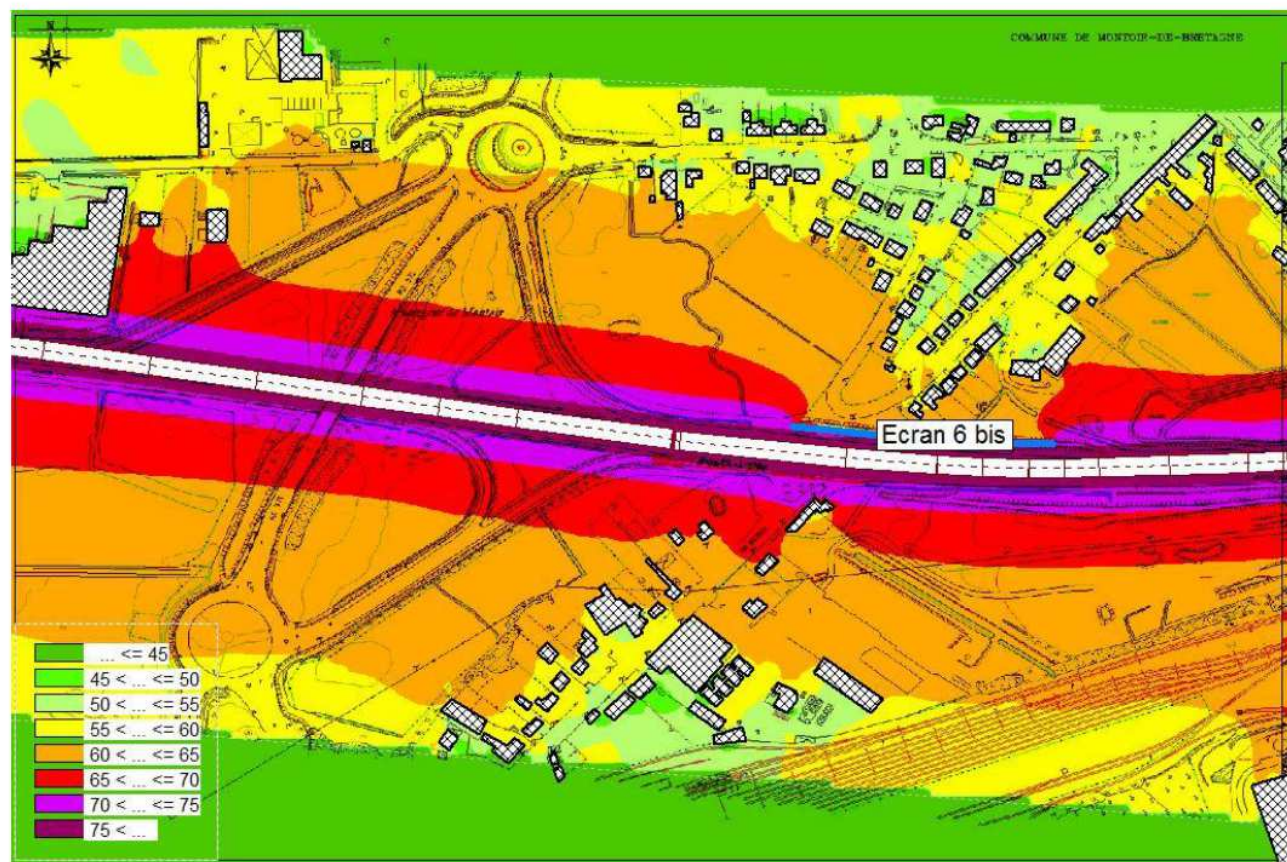 N
COMMUNE DE MONTOIR-DE-BRETAGNE
Ecran 6 bis
... <= 45
45 < ... <= 50
50 < ... <= 55
55 < ... <= 60
60 < ... <= 65
65 < ... <= 70
70 < ... <= 75
75 < ...